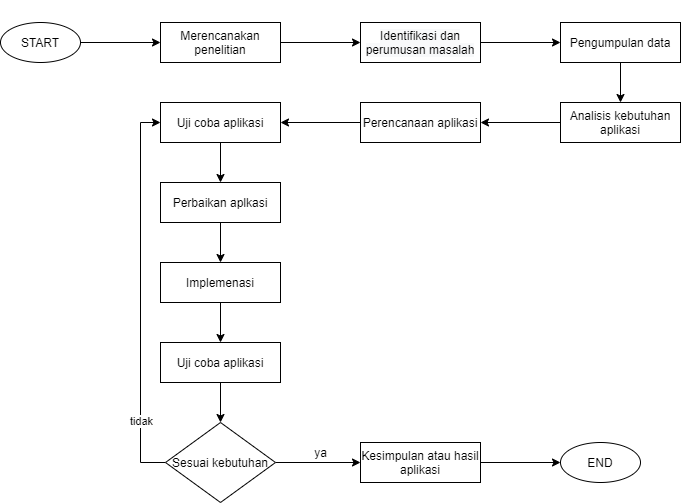 START
Merencanakan
penelitian
Identifikasi dan
perumusan masalah
Pengumpulan data
Analisis kebutuhan
aplikasi
Perencanaan aplikasi
Uji coba aplikasi
Perbaikan aplkasi
Implemenasi
Uji coba aplikasi
tidak
Sesuai kebutuhan
ya
Kesimpulan atau hasil
aplikasi
END